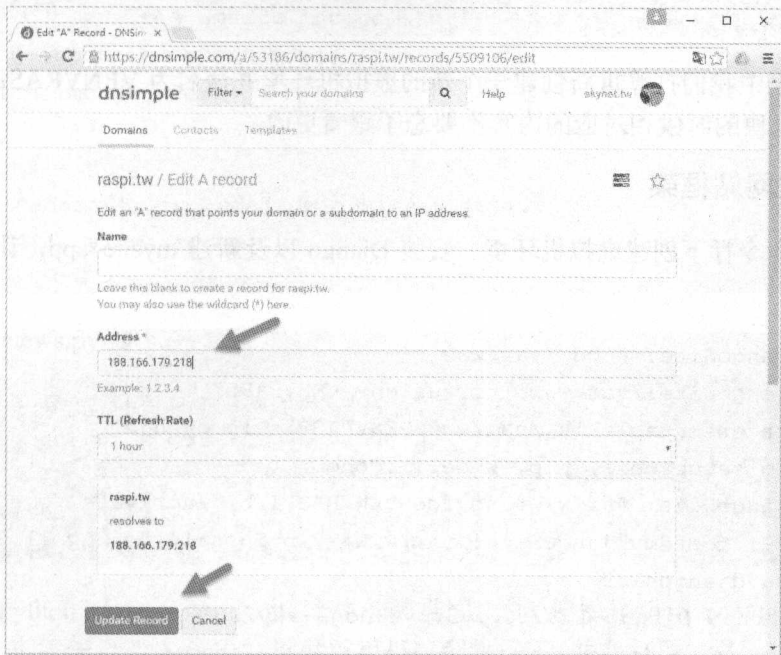 Edit "A" Record - DNSim
https://dnsimple.com/a/53186/domains/raspi.tw/records/5509106/edit
dnsimple Filter Search your domains Help skynet.tw
Domains Contacts Templates
raspi.tw / Edit A record
Edit an "A" record that points your domain or a subdomain to an IP address.
Name
Leave this blank to create a record for raspi.tw.
You may also use the wildcard (*) here.
Address *
188.166.179.218
Example: 1.2.3.4
TTL (Refresh Rate)
1 hour
raspi.tw
resolves to
188.166.179.218
Update Record Cancel